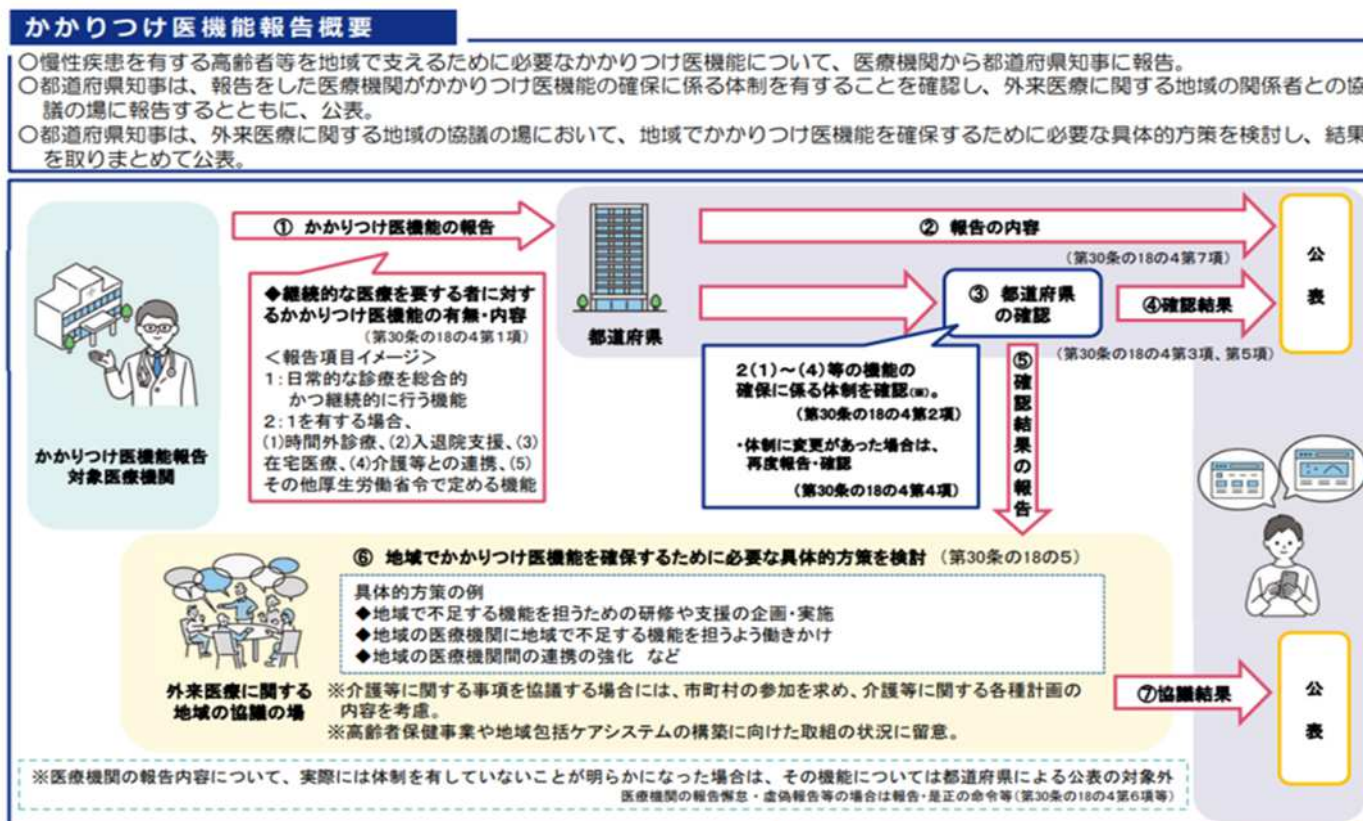 かかりつけ医機能報告概要
○慢性疾患を有する高齢者等を地域で支えるために必要なかかりつけ医機能について、医療機関から都道府県知事に報告。
○都道府県知事は、報告をした医療機関がかかりつけ医機能の確保に係る体制を有することを確認し、外来医療に関する地域の関係者との協
議の場に報告するとともに、公表。
○都道府県知事は、外来医療に関する地域の協議の場において、地域でかかりつけ医機能を確保するために必要な具体的方策を検討し、結果
を取りまとめて公表。
かかりつけ医機能報告
対象医療機関
① かかりつけ医機能の報告
◆継続的な医療を要する者に対す
るかかりつけ医機能の有無・内容
(第30条の18の4第1項)
<報告項目イメージ>
1:日常的な診療を総合的
かつ継続的に行う機能
2:1を有する場合、
(1)時間外診療、(2)入退院支援、(3)
在宅医療、(4)介護等との連携、(5)
その他厚生労働省令で定める機能
都道府県
② 報告の内容
(第30条の18の4第7項)
③ 都道府県
の確認
④確認結果
(第30条の18の4第3項、第5項)
公表
2(1)~(4)等の機能の
確保に係る体制を確認。
(第30条の18の4第2項)
・体制に変更があった場合は、
再度報告・確認
(第30条の18の4第4項)
⑤確認結果の報告
⑥ 地域でかかりつけ医機能を確保するために必要な具体的方策を検討 (第30条の18の5)
具体的方策の例
◆地域で不足する機能を担うための研修や支援の企画・実施
◆地域の医療機関に地域で不足する機能を担うよう働きかけ
◆地域の医療機関間の連携の強化 など
外来医療に関する
地域の協議の場
※介護等に関する事項を協議する場合には、市町村の参加を求め、介護等に関する各種計画の
内容を考慮。
※高齢者保健事業や地域包括ケアシステムの構築に向けた取組の状況に留意。
⑦協議結果
公表
※医療機関の報告内容について、実際には体制を有していないことが明らかになった場合は、その機能については都道府県による公表の対象外
医療機関の報告懈怠・虚偽報告等の場合は報告・是正の命令等(第30条の18の4第6項等)